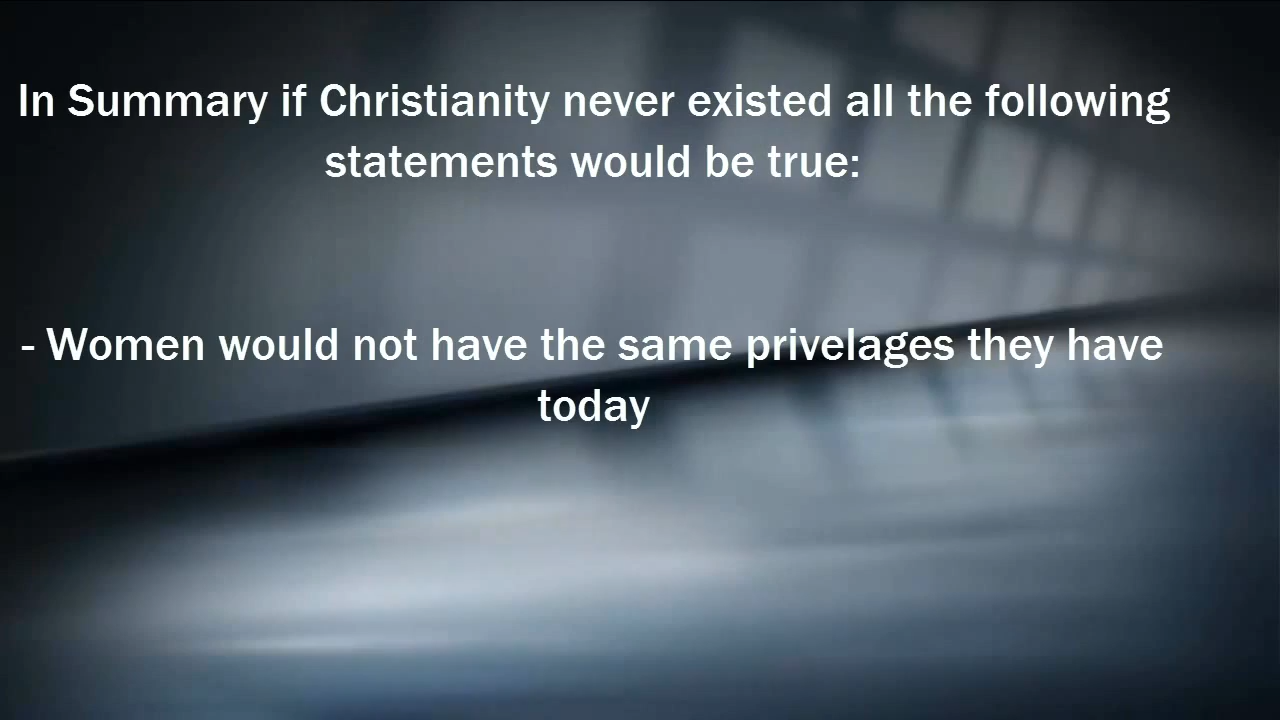 In Summary if Christianity never existed all the following
statements would be true:
- Women would not have the same privelages they have
today